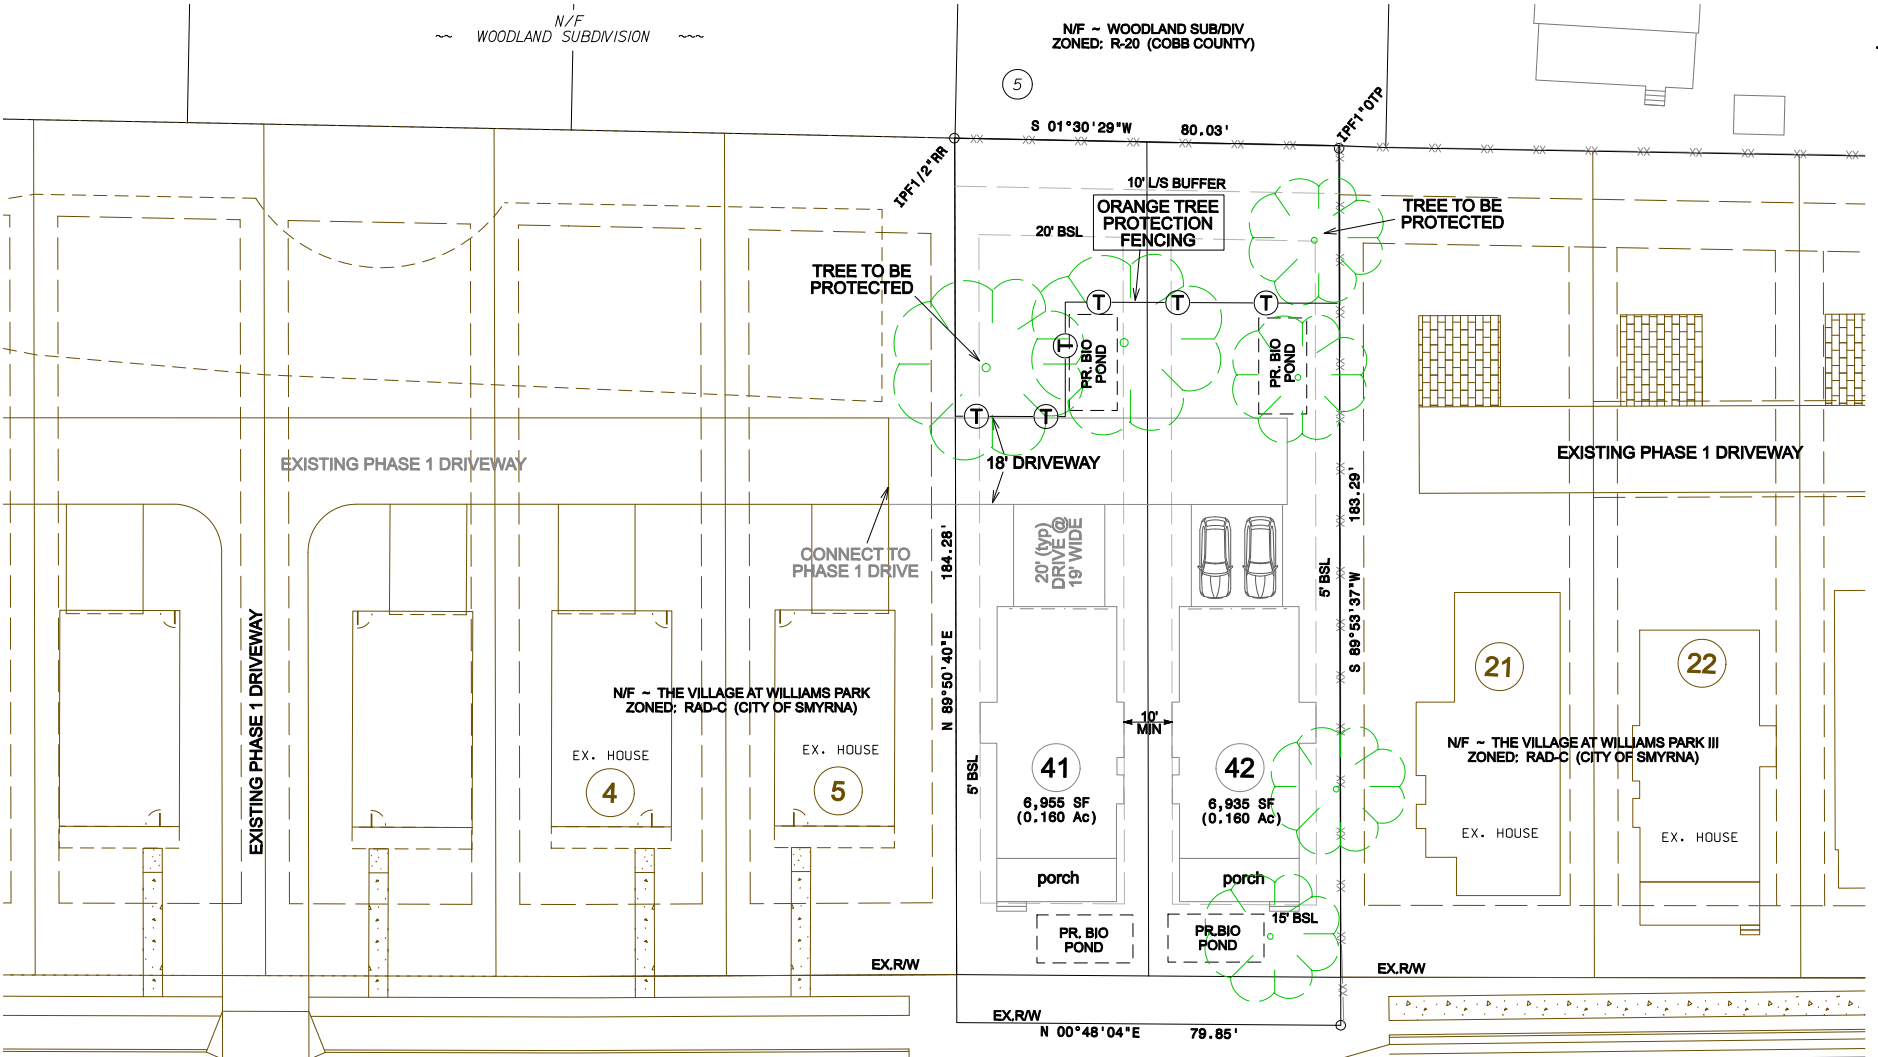 N/F
~~ WOODLAND SUBDIVISION ~~~
N/F ~ WOODLAND SUB/DIV
ZONED: R-20 (COBB COUNTY)
5
S 01°30'29"W 80.03'
IPF1"OTP
IPF1/2"RR
10' L/S BUFFER
ORANGE TREE
PROTECTION
FENCING
20' BSL
TREE TO BE
PROTECTED
TREE TO BE
PROTECTED
T
T
T
T
T
T
PR. BIO
POND
PR. BIO
POND
EXISTING PHASE 1 DRIVEWAY
18' DRIVEWAY
EXISTING PHASE 1 DRIVEWAY
CONNECT TO
PHASE 1 DRIVE
20' (typ)
DRIVE @
19' WIDE
N 89°50'40"E 184.28'
S 89°53'37"W 183.29'
5' BSL
5' BSL
EXISTING PHASE 1 DRIVEWAY
N/F ~ THE VILLAGE AT WILLIAMS PARK
ZONED: RAD-C (CITY OF SMYRNA)
EX. HOUSE
4
EX. HOUSE
5
10'
MIN
41
6,955 SF
(0.160 Ac)
42
6,935 SF
(0.160 Ac)
21
22
N/F ~ THE VILLAGE AT WILLIAMS PARK III
ZONED: RAD-C (CITY OF SMYRNA)
EX. HOUSE
EX. HOUSE
porch
porch
15' BSL
PR. BIO
POND
PR.BIO
POND
EX.R/W
EX.R/W
EX.R/W
N 00°48'04"E 79.85'